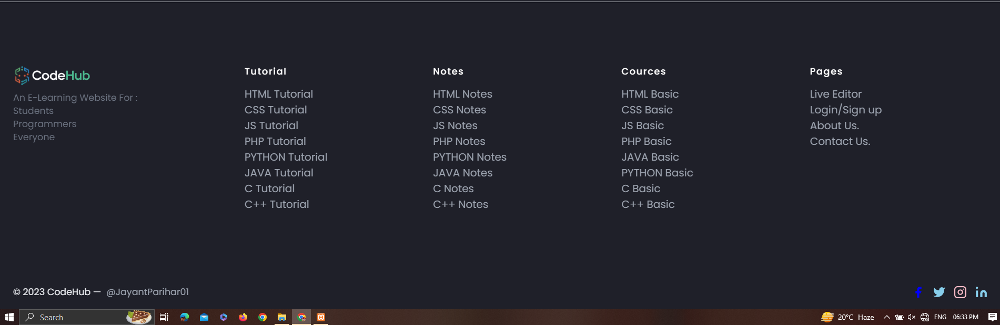 CodeHub
An E-Learning Website For :
Students
Programmers
Everyone
Tutorial
HTML Tutorial
CSS Tutorial
JS Tutorial
PHP Tutorial
PYTHON Tutorial
JAVA Tutorial
C Tutorial
C++ Tutorial
Notes
HTML Notes
CSS Notes
JS Notes
PHP Notes
PYTHON Notes
JAVA Notes
C Notes
C++ Notes
Cources
HTML Basic
CSS Basic
JS Basic
PHP Basic
JAVA Basic
PYTHON Basic
C Basic
C++ Basic
Pages
Live Editor
Login/Sign up
About Us.
Contact Us.
© 2023 CodeHub — @JayantParihar01
Search
20°C Haze
ENG
06:33 PM